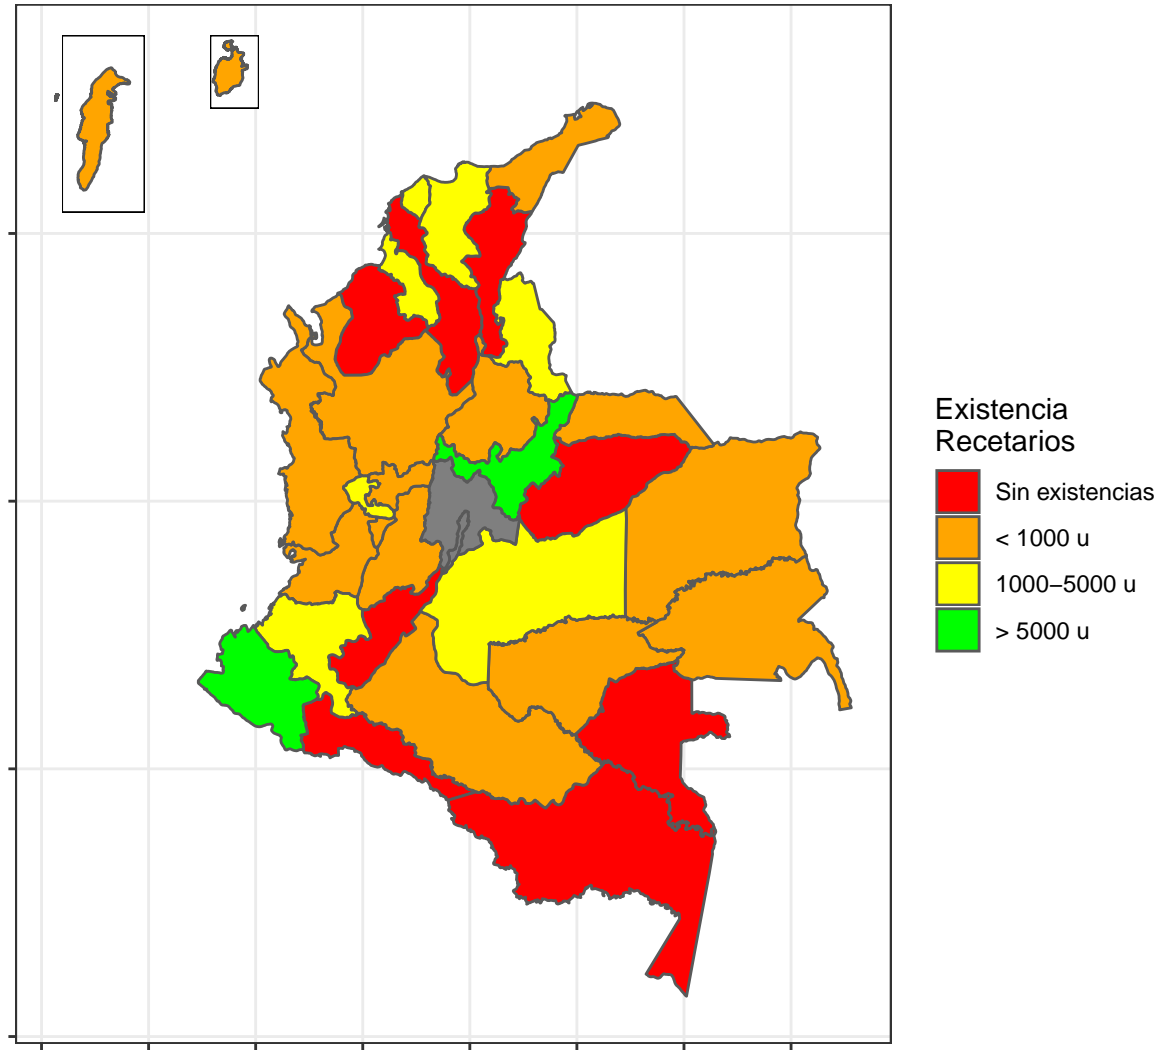 Existencia
Recetarios
Sin existencias
< 1000 u
1000−5000 u
> 5000 u